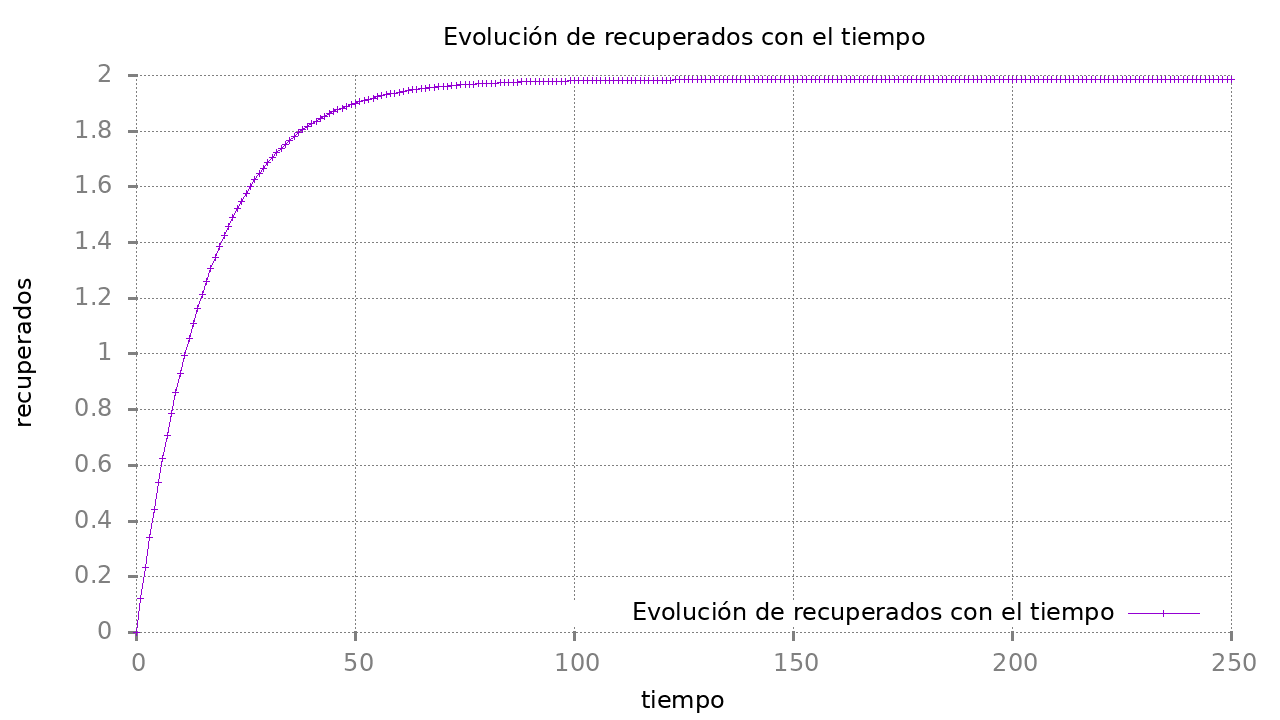 Evolución de recuperados con el tiempo
2
1.8
1.6
1.4
1.2
1
0.8
0.6
0.4
0.2
0
recuperados
Evolución de recuperados con el tiempo
0 50 100 150 200 250
tiempo